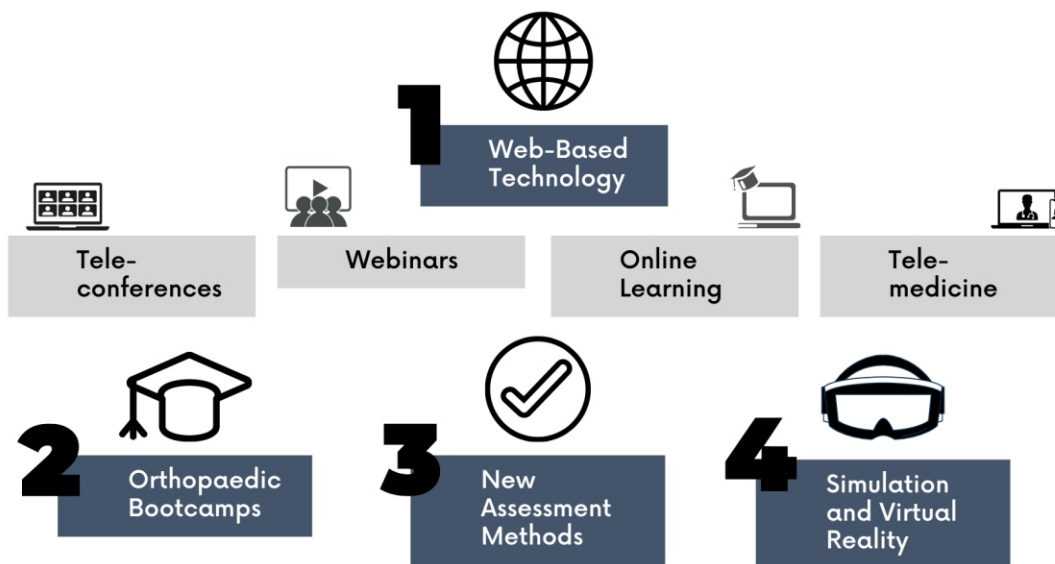 1
Web-Based
Technology
Tele-
conferences
Webinars
Online
Learning
Tele-
medicine
2
Orthopaedic
Bootcamps
3
New
Assessment
Methods
4
Simulation
and Virtual
Reality